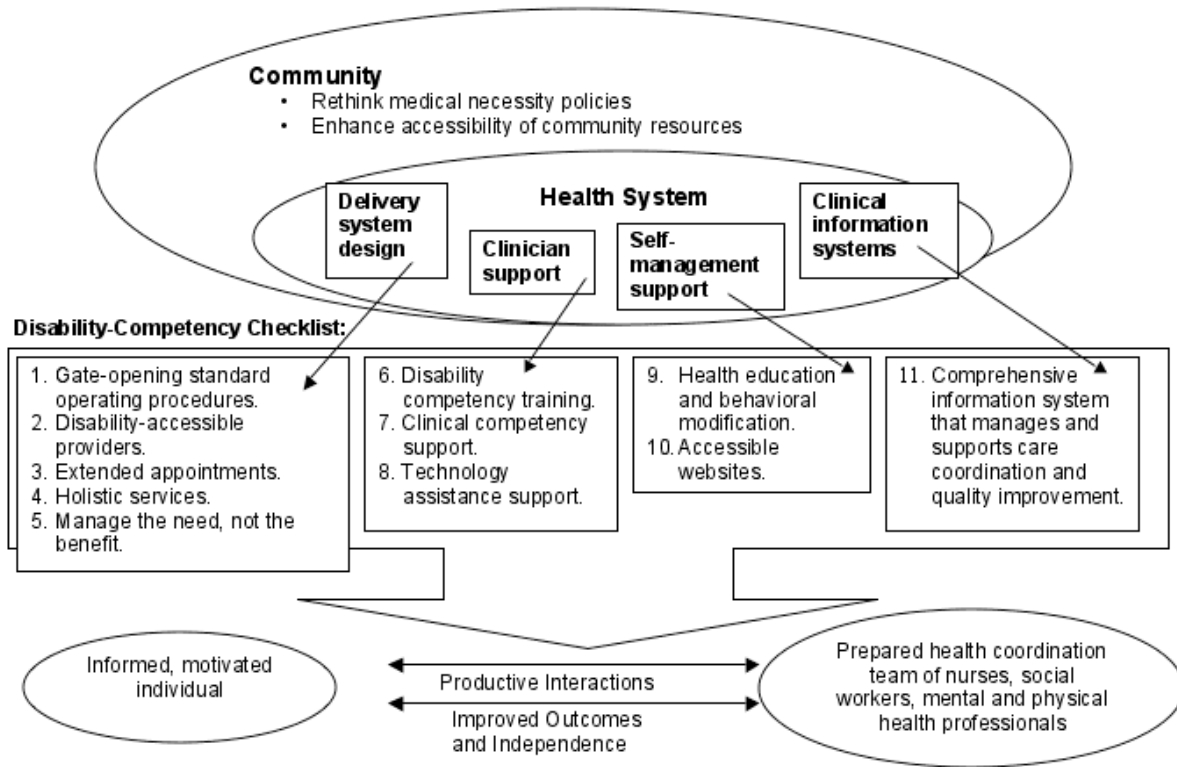 Community
• Rethink medical necessity policies
• Enhance accessibility of community resources
Health System
Delivery
system
design
Clinician
support
Self-
management
support
Clinical
information
systems
Disability-Competency Checklist:
1. Gate-opening standard
operating procedures.
2. Disability-accessible
providers.
3. Extended appointments.
4. Holistic services.
5. Manage the need, not the
benefit.
6. Disability
competency training.
7. Clinical competency
support.
8. Technology
assistance support.
9. Health education
and behavioral
modification.
10. Accessible
websites.
11. Comprehensive
information system
that manages and
supports care
coordination and
quality improvement.
Informed, motivated
individual
Productive Interactions
Improved Outcomes
and Independence
Prepared health coordination
team of nurses, social
workers, mental and physical
health professionals